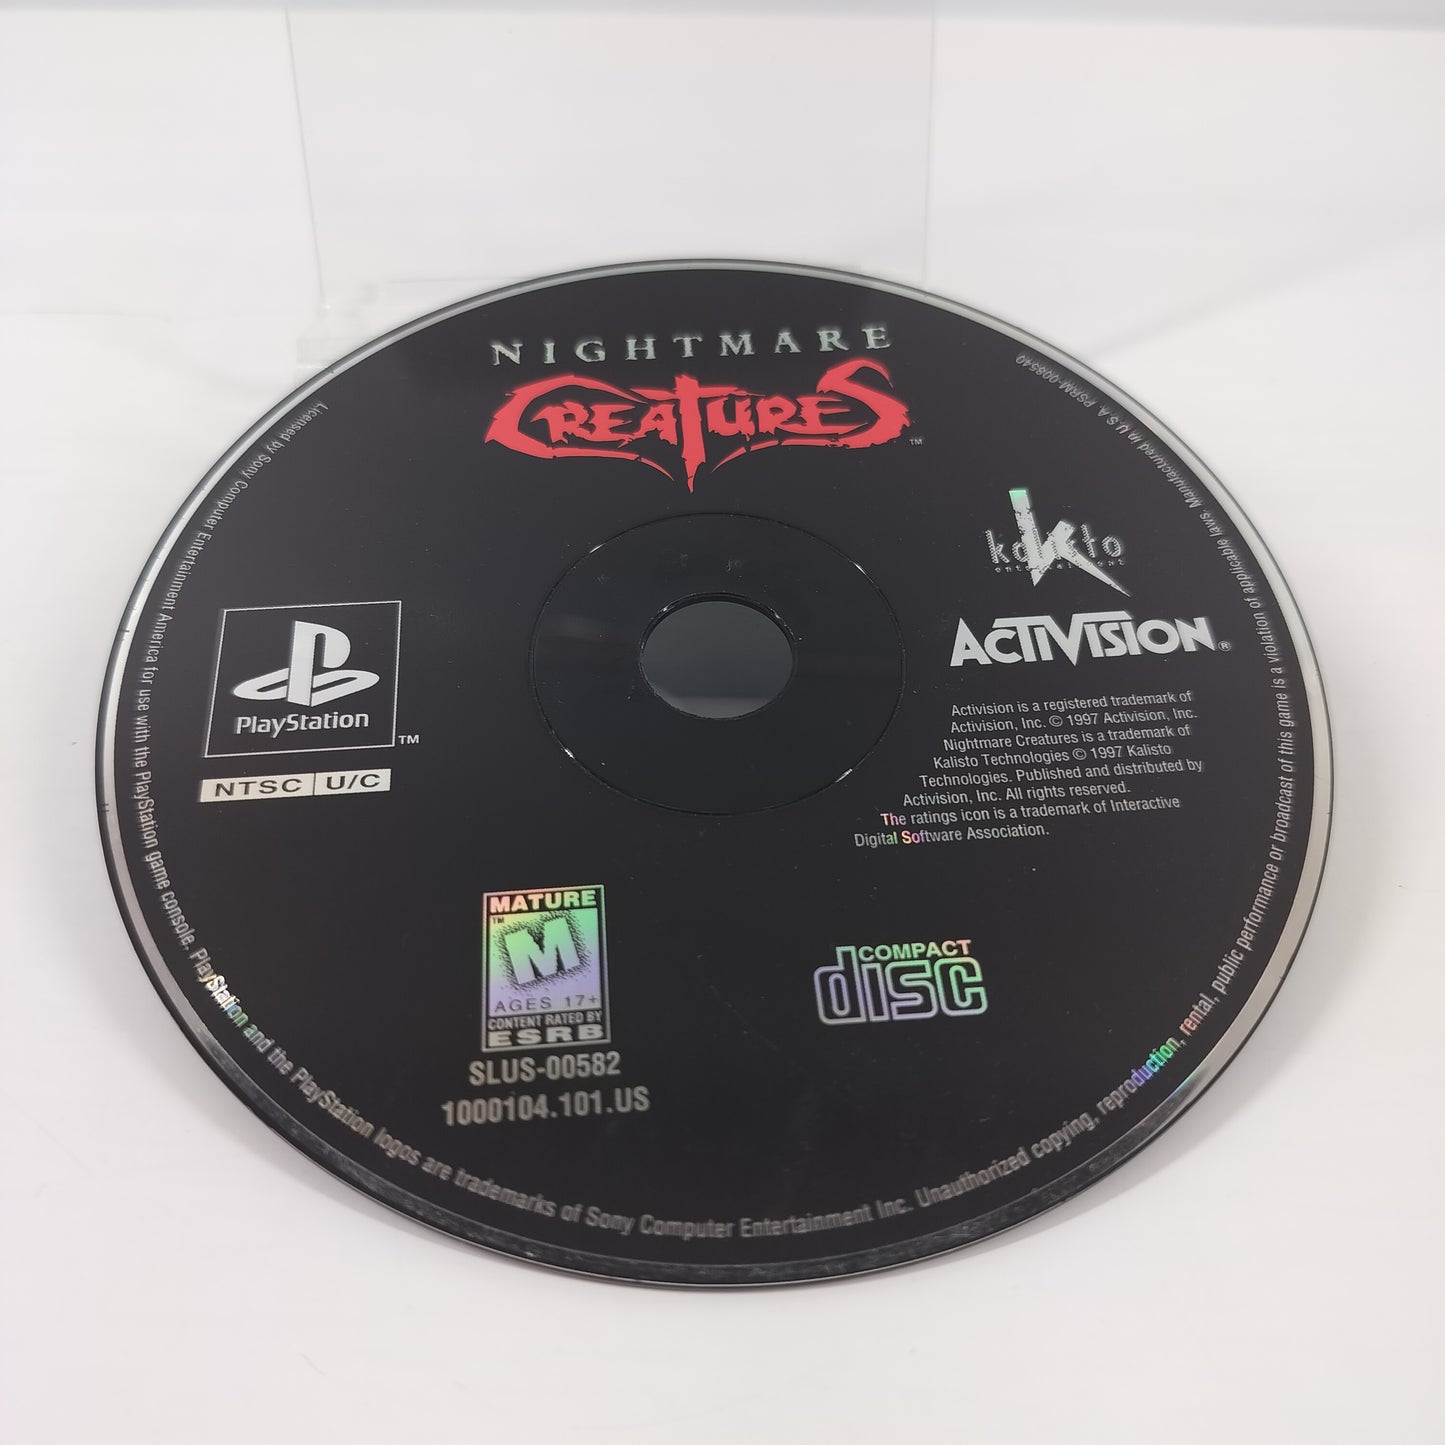 NIGHTMARE
CREATURES™
kalisto
entertainment
ACTIVISION®
PlayStation™
NTSC U/C
Activision is a registered trademark of
Activision, Inc. © 1997 Activision, Inc.
Nightmare Creatures is a trademark of
Kalisto Technologies © 1997 Kalisto
Technologies. Published and distributed by
Activision, Inc. All rights reserved.
The ratings icon is a trademark of Interactive
Digital Software Association.
MATURE
™
M
AGES 17+
CONTENT RATED BY
ESRB
SLUS-00582
1000104.101.US
COMPACT
disc
Licensed by Sony Computer Entertainment America for use with the PlayStation game console. PlayStation and the PlayStation logos are trademarks of Sony Computer Entertainment Inc. Unauthorized copying, reproduction, rental, public performance or broadcast of this game is a violation of applicable laws. Manufactured in U.S.A. PSRM-008540